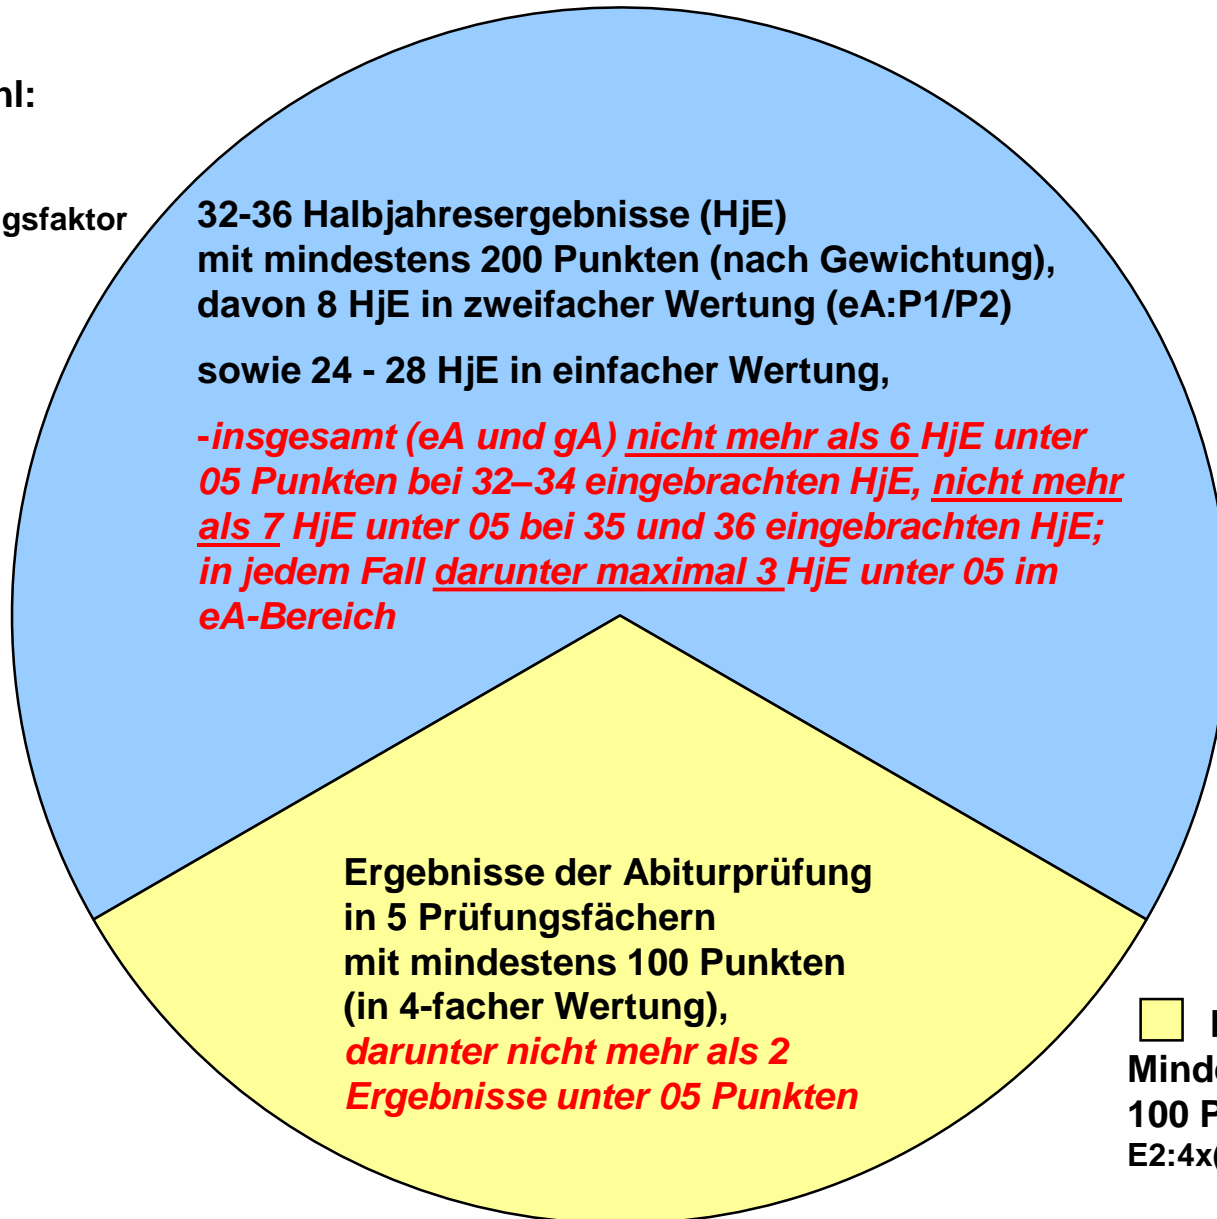 32-36 Halbjahresergebnisse (HjE)
mit mindestens 200 Punkten (nach Gewichtung),
davon 8 HjE in zweifacher Wertung (eA:P1/P2)
sowie 24 - 28 HjE in einfacher Wertung,
-insgesamt (eA und gA) nicht mehr als 6 HjE unter
05 Punkten bei 32–34 eingebrachten HjE, nicht mehr
als 7 HjE unter 05 bei 35 und 36 eingebrachten HjE;
in jedem Fall darunter maximal 3 HjE unter 05 im
eA-Bereich
Ergebnisse der Abiturprüfung
in 5 Prüfungsfächern
mit mindestens 100 Punkten
(in 4-facher Wertung),
darunter nicht mehr als 2
Ergebnisse unter 05 Punkten
100
E2:4x(